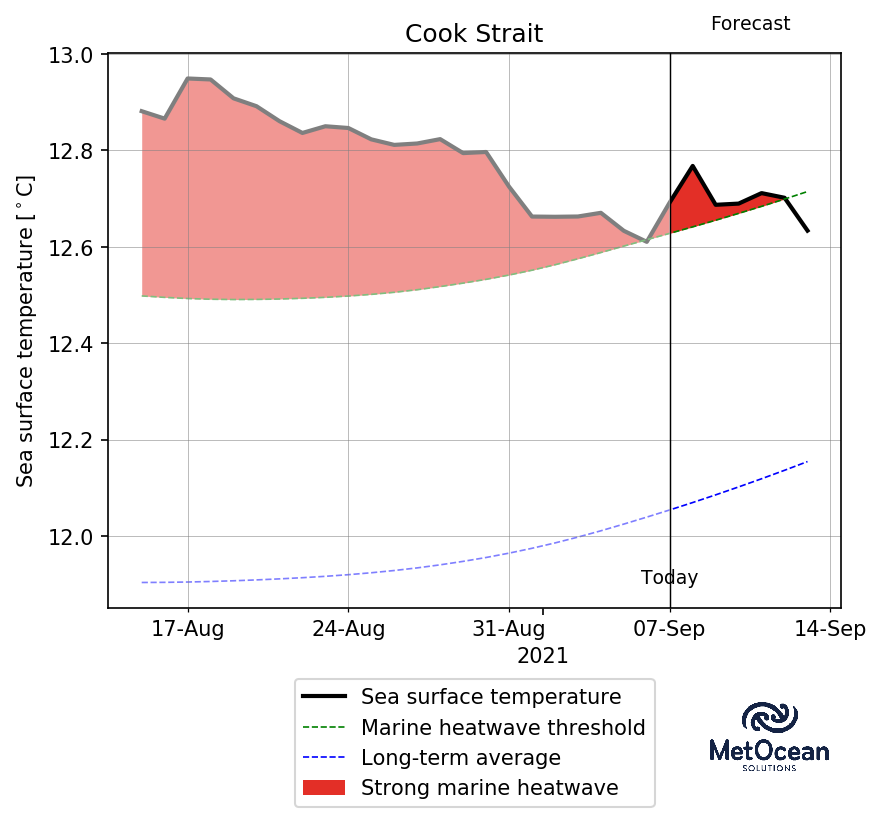 Forecast
Cook Strait
13.0
12.8
12.6
12.4
12.2
12.0
Sea surface temperature [°C]
Today
17-Aug 24-Aug 31-Aug 07-Sep 14-Sep
2021
Sea surface temperature
Marine heatwave threshold
Long-term average
Strong marine heatwave
MetOcean
SOLUTIONS